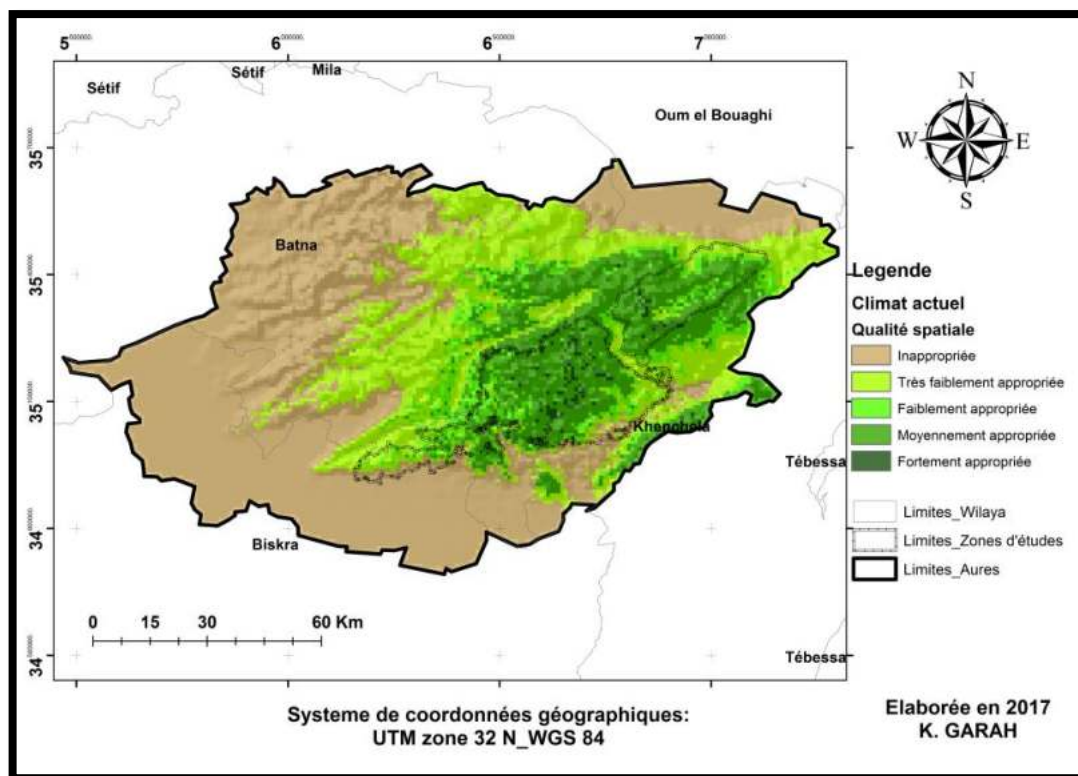 5 6 6 7
Sétif
Sétif
Mila
Oum el Bouaghi
N
W E
S
Batna
Khenchela
Tébessa
Biskra
Tébessa
35
35
35
34
34
0 15 30 60 Km
Legende
Climat actuel
Qualité spatiale
Inappropriée
Très faiblement appropriée
Faiblement appropriée
Moyennement appropriée
Fortement appropriée
Limites_Wilaya
Limites_Zones d'études
Limites_Aures
Systeme de coordonnées géographiques:
UTM zone 32 N_WGS 84
Elaborée en 2017
K. GARAH